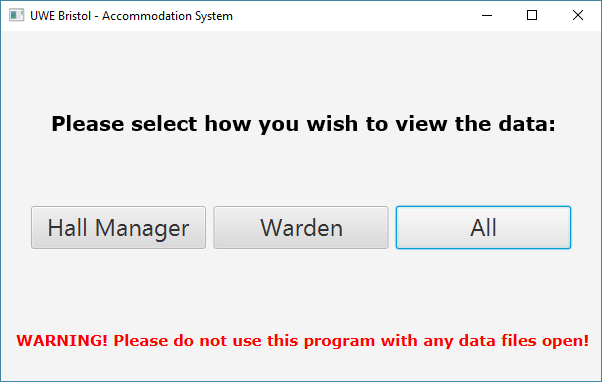 UWE Bristol - Accommodation System
Please select how you wish to view the data:
Hall Manager Warden All
WARNING! Please do not use this program with any data files open!